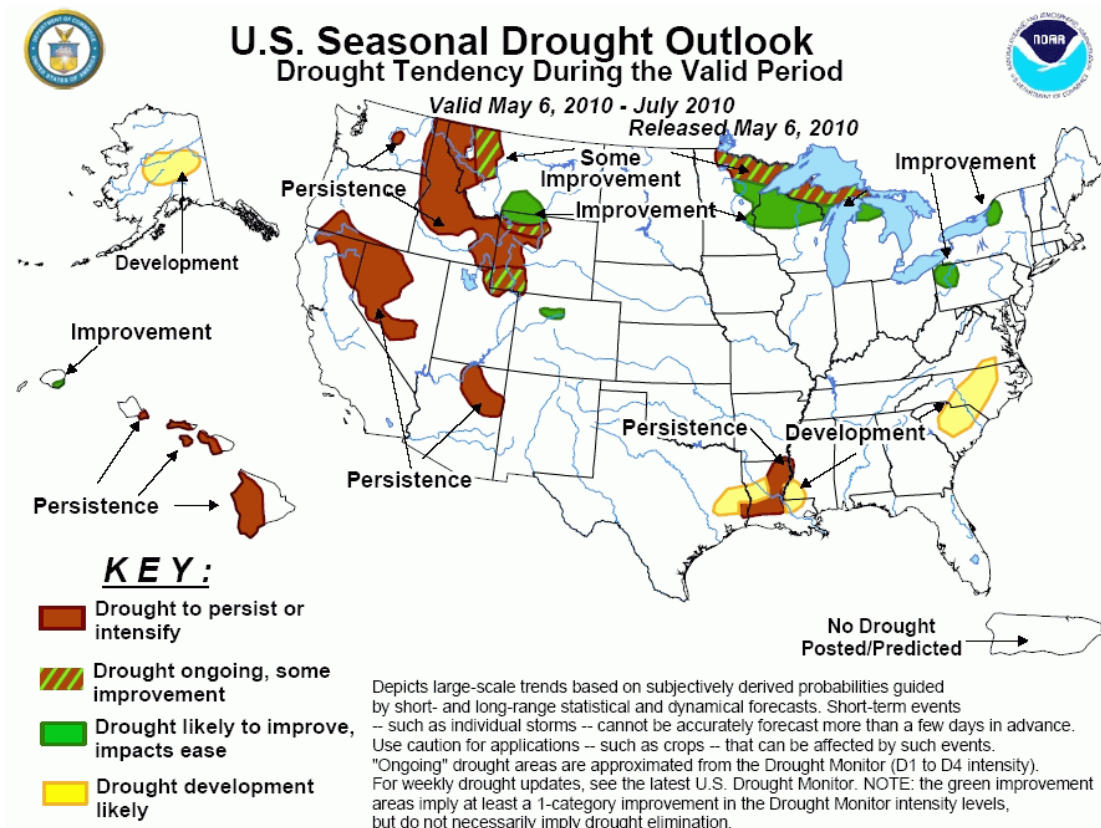 U.S. Seasonal Drought Outlook
Drought Tendency During the Valid Period
Valid May 6, 2010 - July 2010
Released May 6, 2010
DEPARTMENT OF COMMERCE
UNITED STATES OF AMERICA
NOAA
Some
Improvement
Improvement
Improvement
Persistence
Development
Improvement
Persistence
Persistence
Persistence
Development
KEY:
Drought to persist or
intensify
Drought ongoing, some
improvement
Drought likely to improve,
impacts ease
Drought development
likely
No Drought
Posted/Predicted
Depicts large-scale trends based on subjectively derived probabilities guided
by short- and long-range statistical and dynamical forecasts. Short-term events
-- such as individual storms -- cannot be accurately forecast more than a few days in advance.
Use caution for applications -- such as crops -- that can be affected by such events.
"Ongoing" drought areas are approximated from the Drought Monitor (D1 to D4 intensity).
For weekly drought updates, see the latest U.S. Drought Monitor. NOTE: the green improvement
areas imply at least a 1-category improvement in the Drought Monitor intensity levels,
but do not necessarily imply drought elimination.